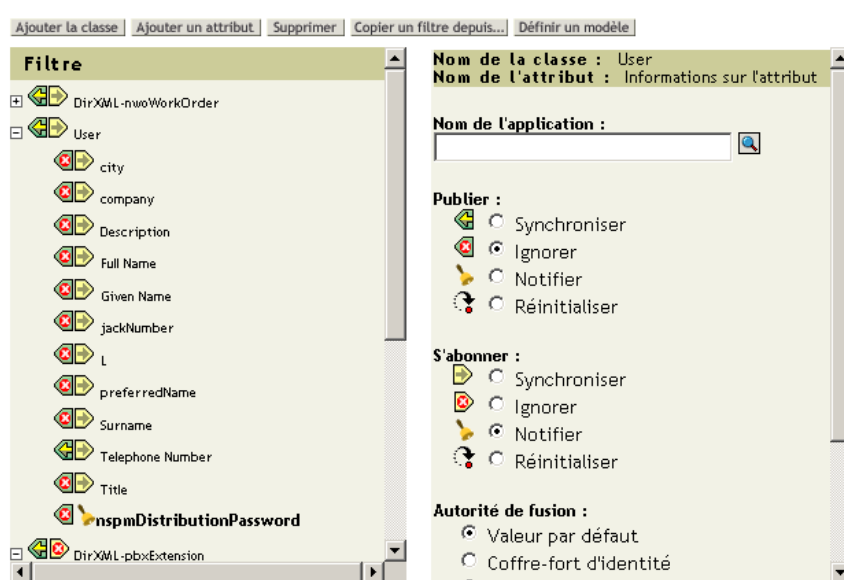 Ajouter la classe Ajouter un attribut Supprimer Copier un filtre depuis... Définir un modèle
Filtre
DirXML-nwoWorkOrder
User
city
company
Description
Full Name
Given Name
jackNumber
L
preferredName
Surname
Telephone Number
Title
nspmDistributionPassword
DirXML-pbxExtension
Nom de la classe : User
Nom de l'attribut : Informations sur l'attribut
Nom de l'application :
Publier :
Synchroniser
Ignorer
Notifier
Réinitialiser
S'abonner :
Synchroniser
Ignorer
Notifier
Réinitialiser
Autorité de fusion :
Valeur par défaut
Coffre-fort d'identité